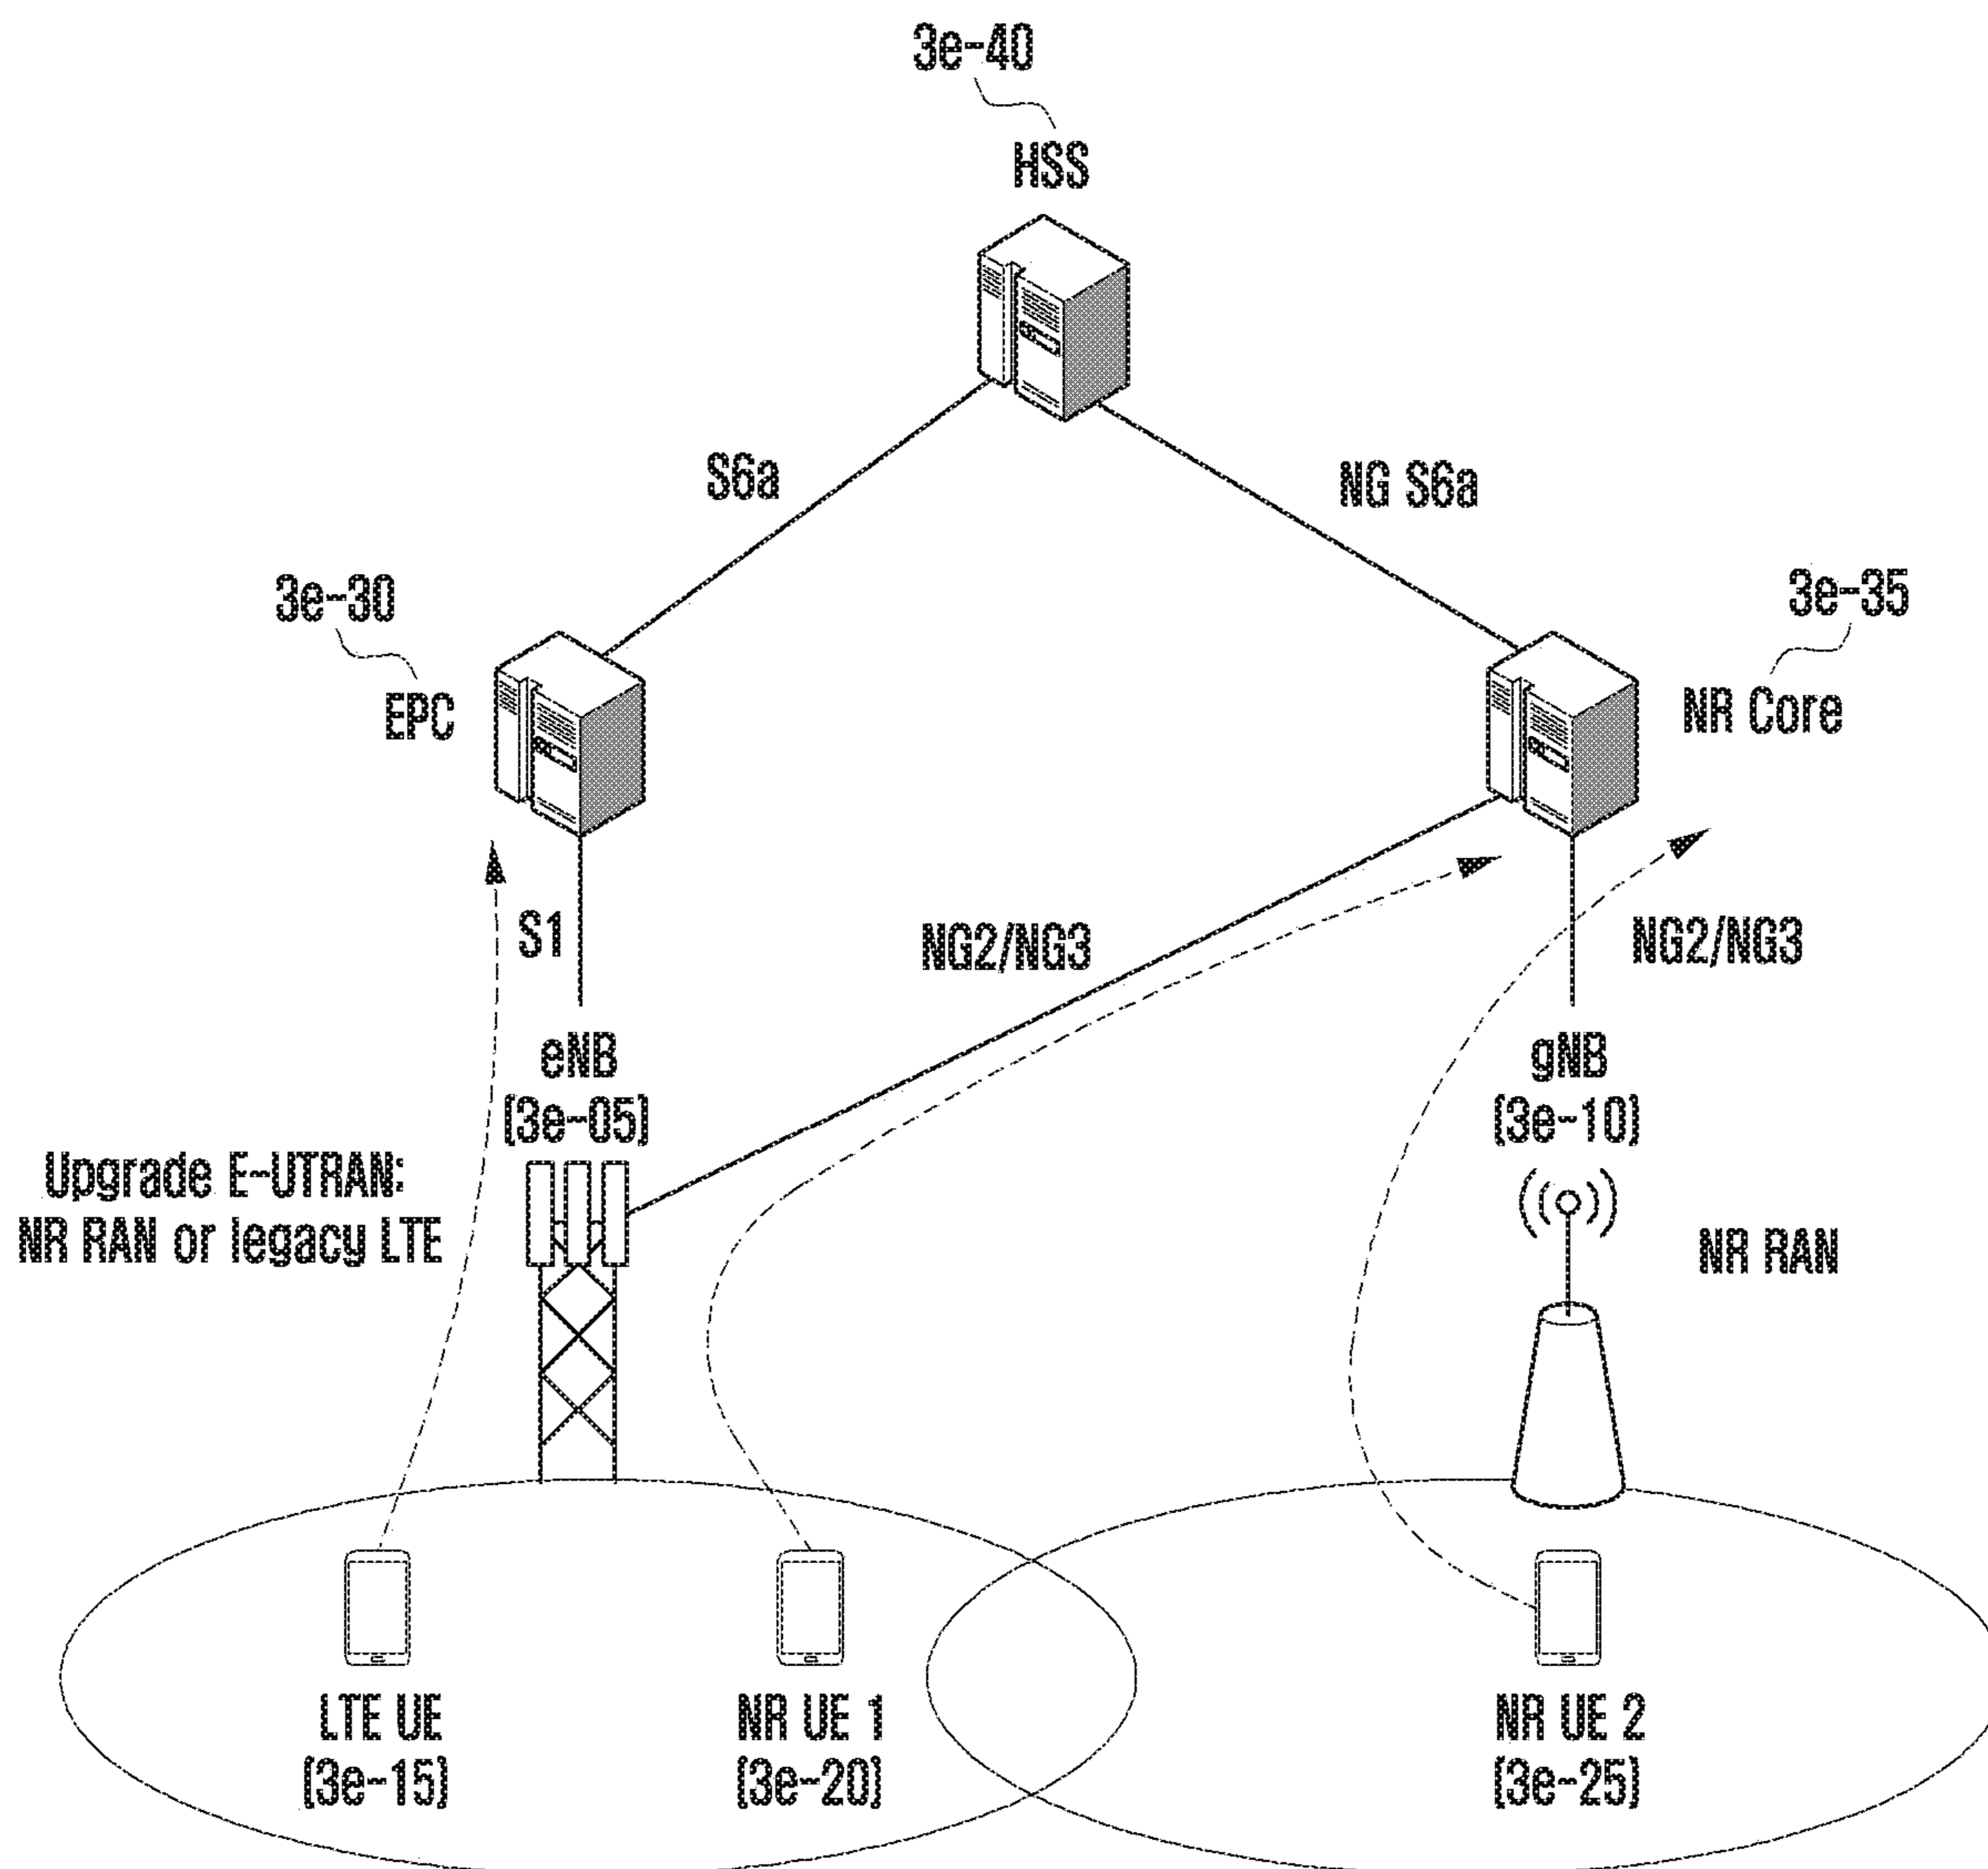 3e-40
HSS
S6a
NG S6a
3e-30
EPC
3e-35
NR Core
S1
NG2/NG3
NG2/NG3
eNB
(3e-05)
gNB
(3e-10)
Upgrade E-UTRAN:
NR RAN or legacy LTE
NR RAN
LTE UE
(3e-15)
NR UE 1
(3e-20)
NR UE 2
(3e-25)